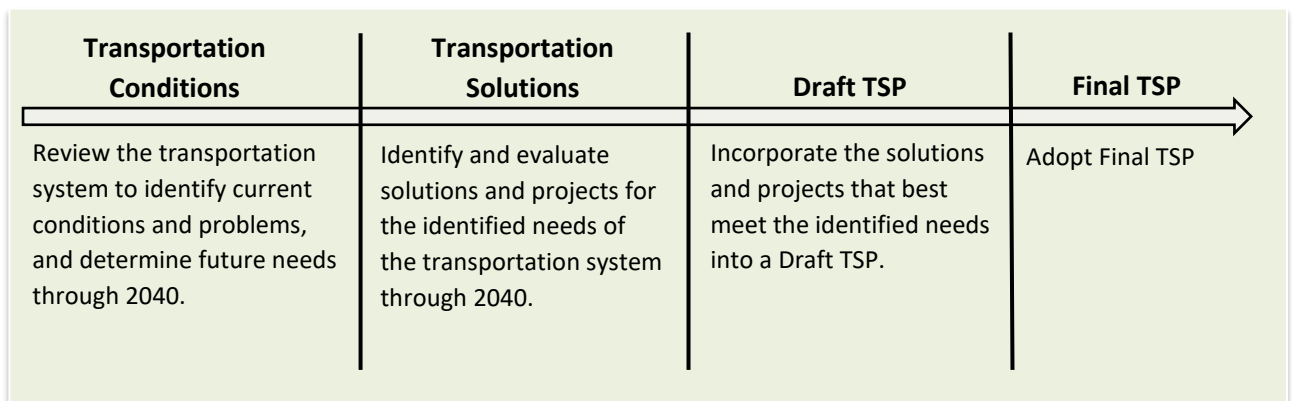 Transportation
Conditions
Review the transportation
system to identify current
conditions and problems,
and determine future needs
through 2040.
Transportation
Solutions
Identify and evaluate
solutions and projects for
the identified needs of
the transportation system
through 2040.
Draft TSP
Incorporate the solutions
and projects that best
meet the identified needs
into a Draft TSP.
Final TSP
Adopt Final TSP